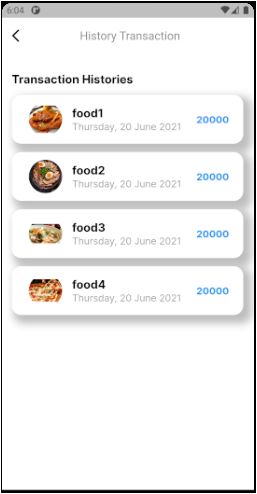 6:04
History Transaction
Transaction Histories
food1
Thursday, 20 June 2021
20000
food2
Thursday, 20 June 2021
20000
food3
Thursday, 20 June 2021
20000
food4
Thursday, 20 June 2021
20000